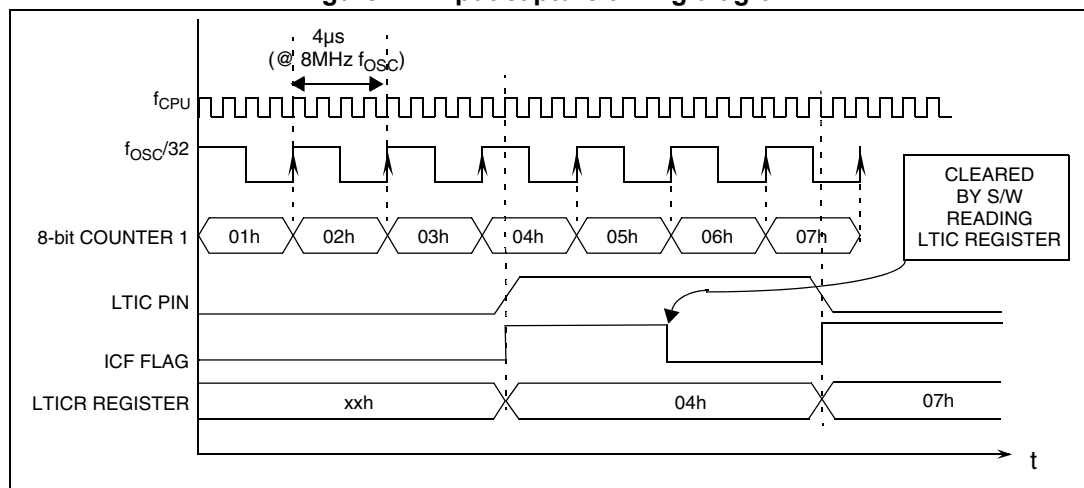 4µs
(@ 8MHz fOSC)
fCPU
fOSC/32
CLEARED
BY S/W
READING
LTIC REGISTER
8-bit COUNTER 1
01h
02h
03h
04h
05h
06h
07h
LTIC PIN
ICF FLAG
LTICR REGISTER
xxh
04h
07h
t